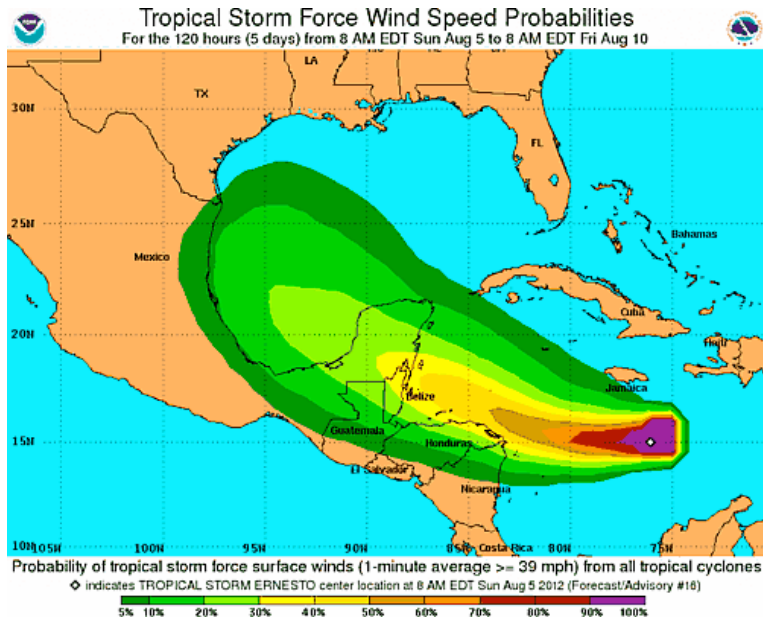 Tropical Storm Force Wind Speed Probabilities
For the 120 hours (5 days) from 8 AM EDT Sun Aug 5 to 8 AM EDT Fri Aug 10
NOAA
LA
TX
30N
FL
25N
Bahamas
Mexico
Cuba
20N
Haiti
Jamaica
Belize
Guatemala
15N
Honduras
El Salvador
Nicaragua
10N
105W 100W 95W 90W 85W Costa Rica 80W 75W
Probability of tropical storm force surface winds (1-minute average >= 39 mph) from all tropical cyclones
indicates TROPICAL STORM ERNESTO center location at 8 AM EDT Sun Aug 5 2012 (Forecast/Advisory #16)
5% 10% 20% 30% 40% 50% 60% 70% 80% 90% 100%